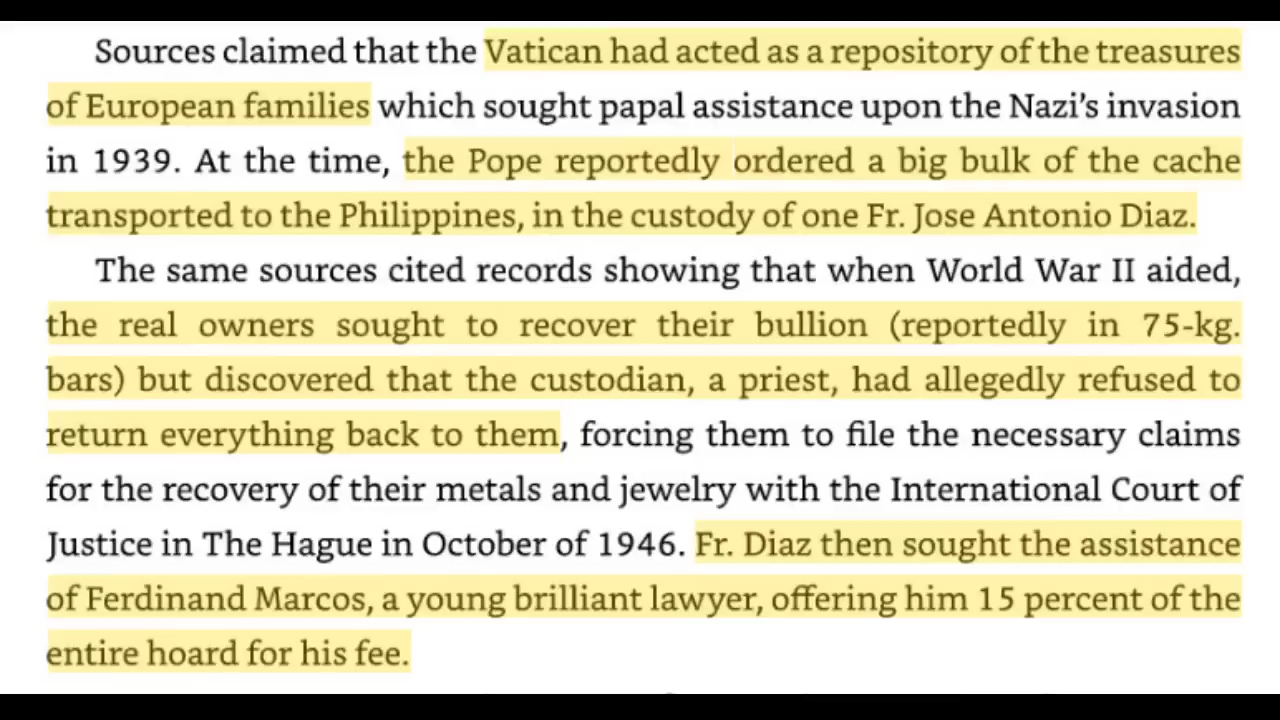 Sources claimed that the Vatican had acted as a repository of the treasures
of European families which sought papal assistance upon the Nazi's invasion
in 1939. At the time, the Pope reportedly ordered a big bulk of the cache
transported to the Philippines, in the custody of one Fr. Jose Antonio Diaz.
The same sources cited records showing that when World War II aided,
the real owners sought to recover their bullion (reportedly in 75-kg.
bars) but discovered that the custodian, a priest, had allegedly refused to
return everything back to them, forcing them to file the necessary claims
for the recovery of their metals and jewelry with the International Court of
Justice in The Hague in October of 1946. Fr. Diaz then sought the assistance
of Ferdinand Marcos, a young brilliant lawyer, offering him 15 percent of the
entire hoard for his fee.